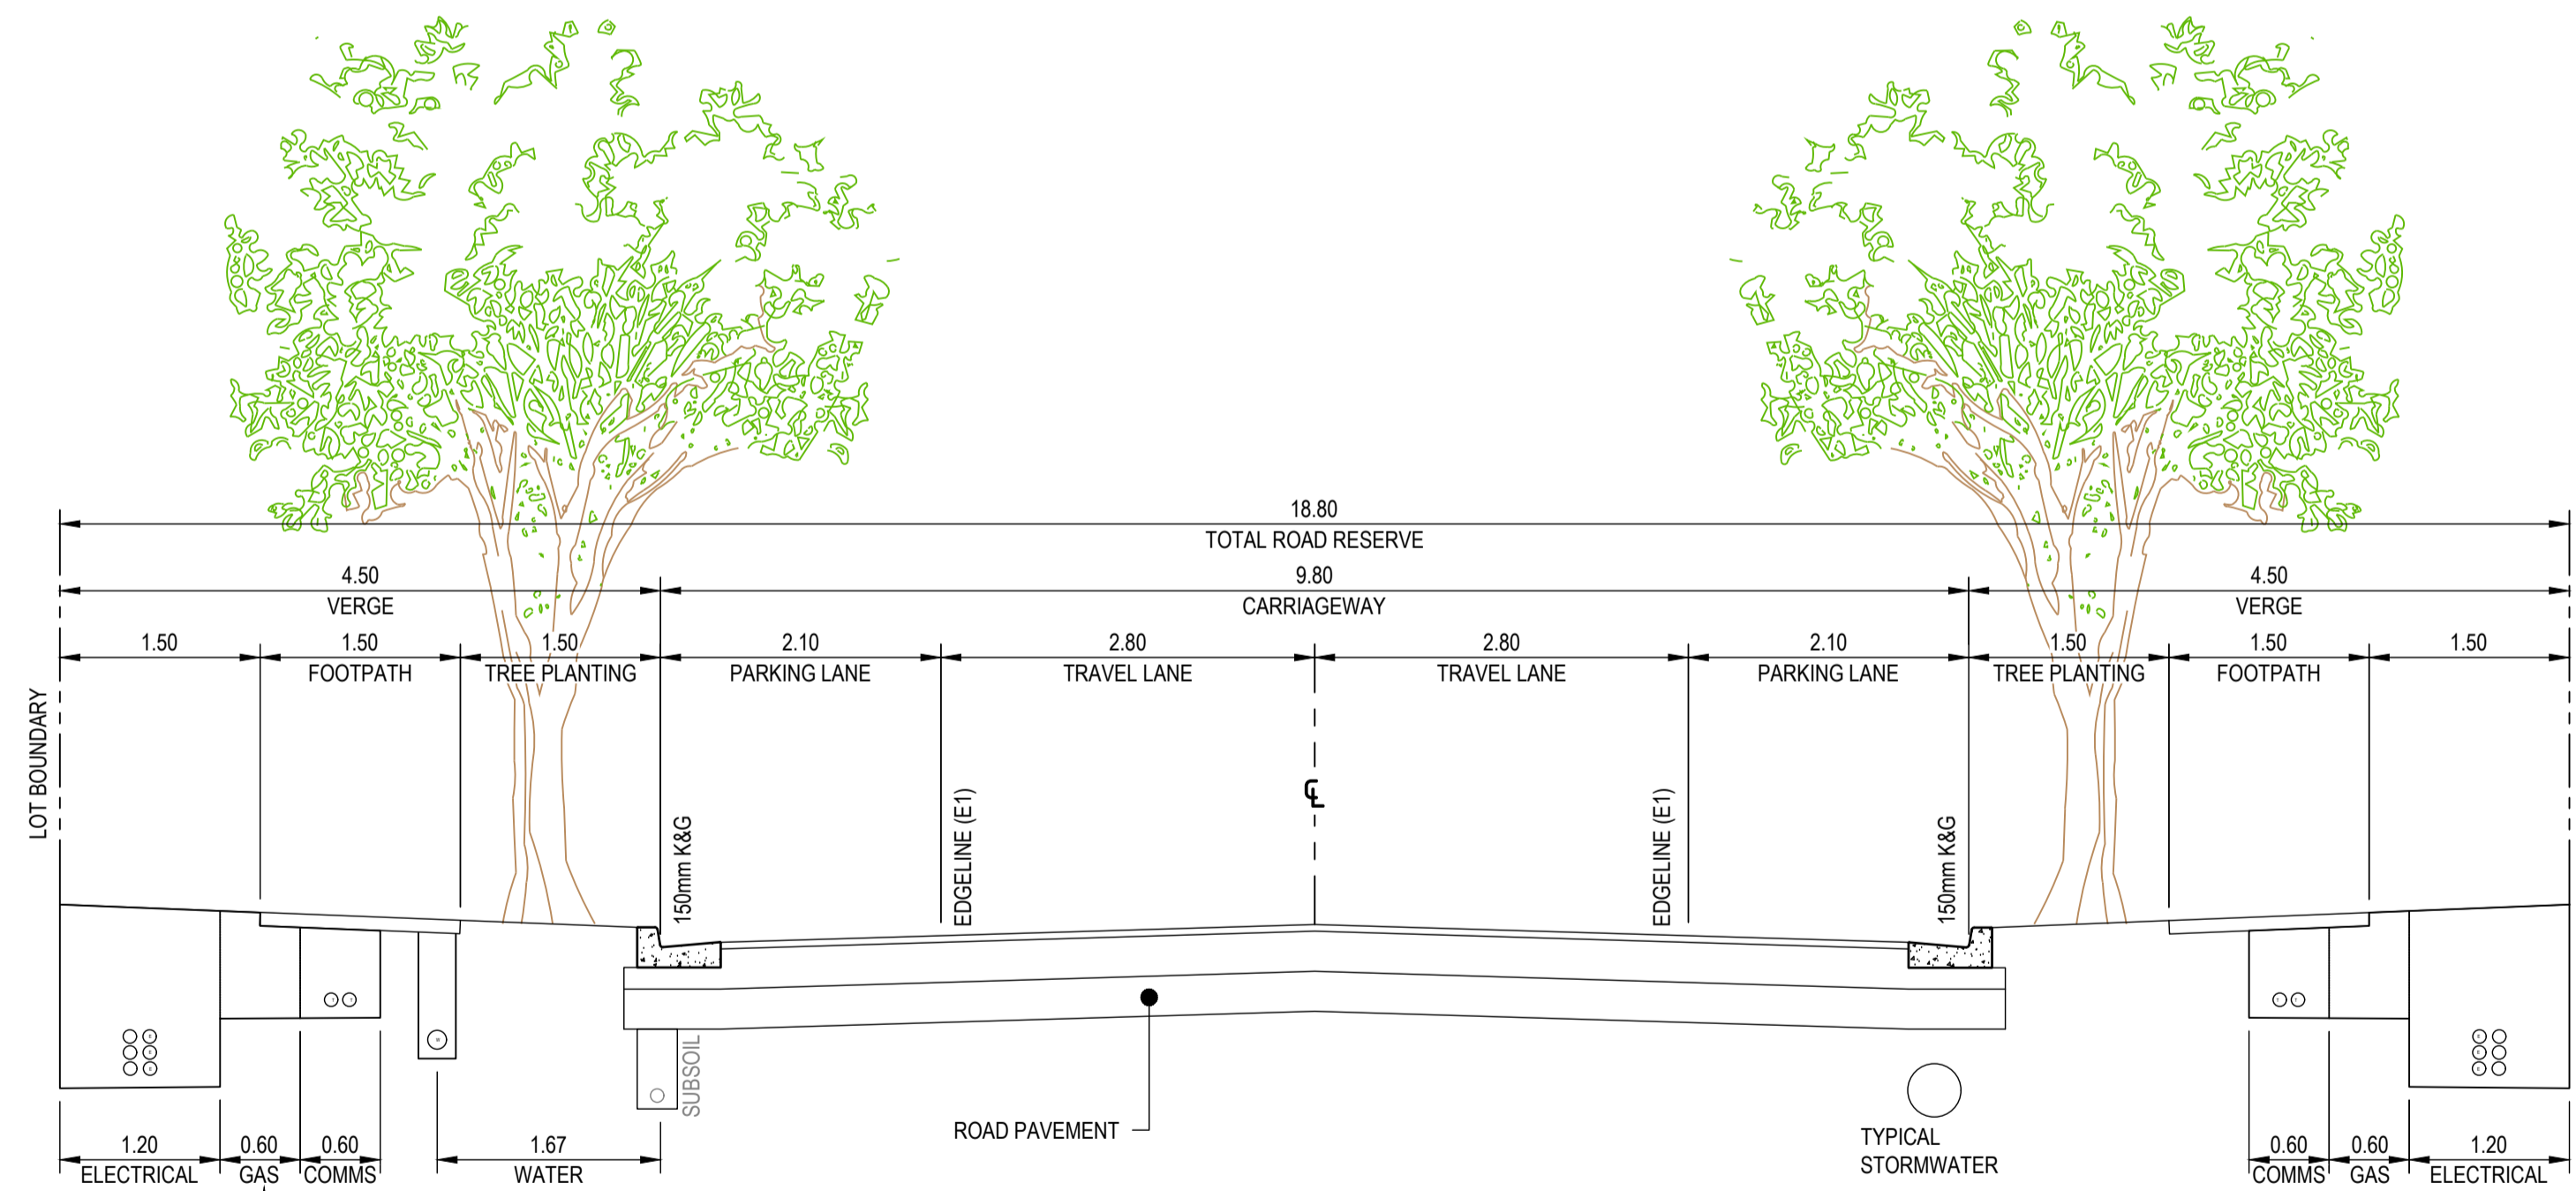 18.80
TOTAL ROAD RESERVE
4.50
VERGE
9.80
CARRIAGEWAY
4.50
VERGE
1.50
1.50
FOOTPATH
1.50
TREE PLANTING
2.10
PARKING LANE
2.80
TRAVEL LANE
2.80
TRAVEL LANE
2.10
PARKING LANE
1.50
TREE PLANTING
1.50
FOOTPATH
1.50
LOT BOUNDARY
150mm K&G
EDGELINE (E1)
℄
EDGELINE (E1)
150mm K&G
SUBSOIL
ROAD PAVEMENT
TYPICAL
STORMWATER
1.20
ELECTRICAL
0.60
GAS
0.60
COMMS
1.67
WATER
0.60
COMMS
0.60
GAS
1.20
ELECTRICAL